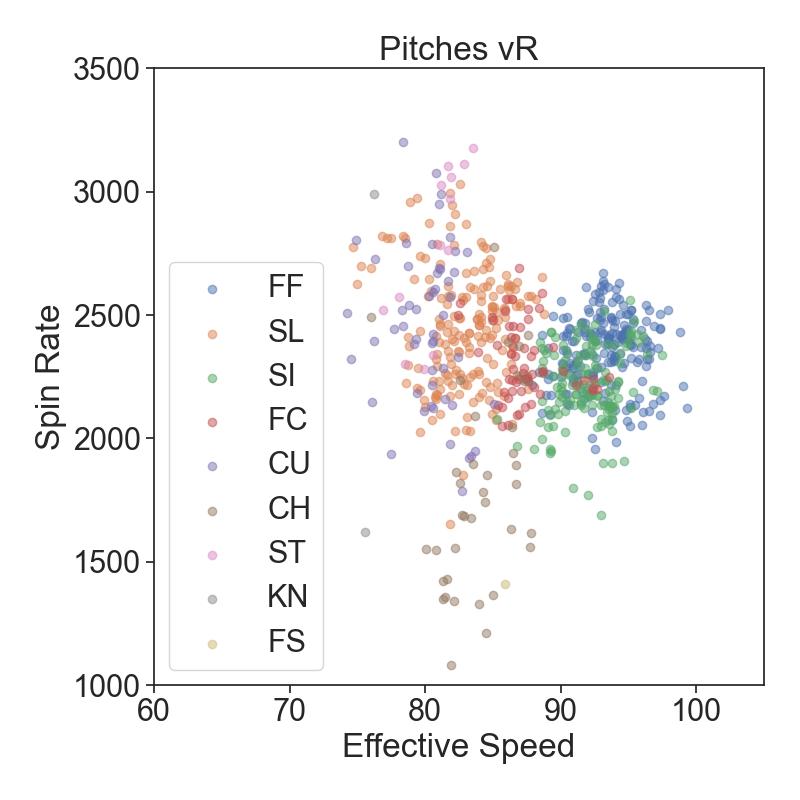 Pitches vR
3500
3000
2500
2000
1500
1000
Spin Rate
FF
SL
SI
FC
CU
CH
ST
KN
FS
60 70 80 90 100
Effective Speed